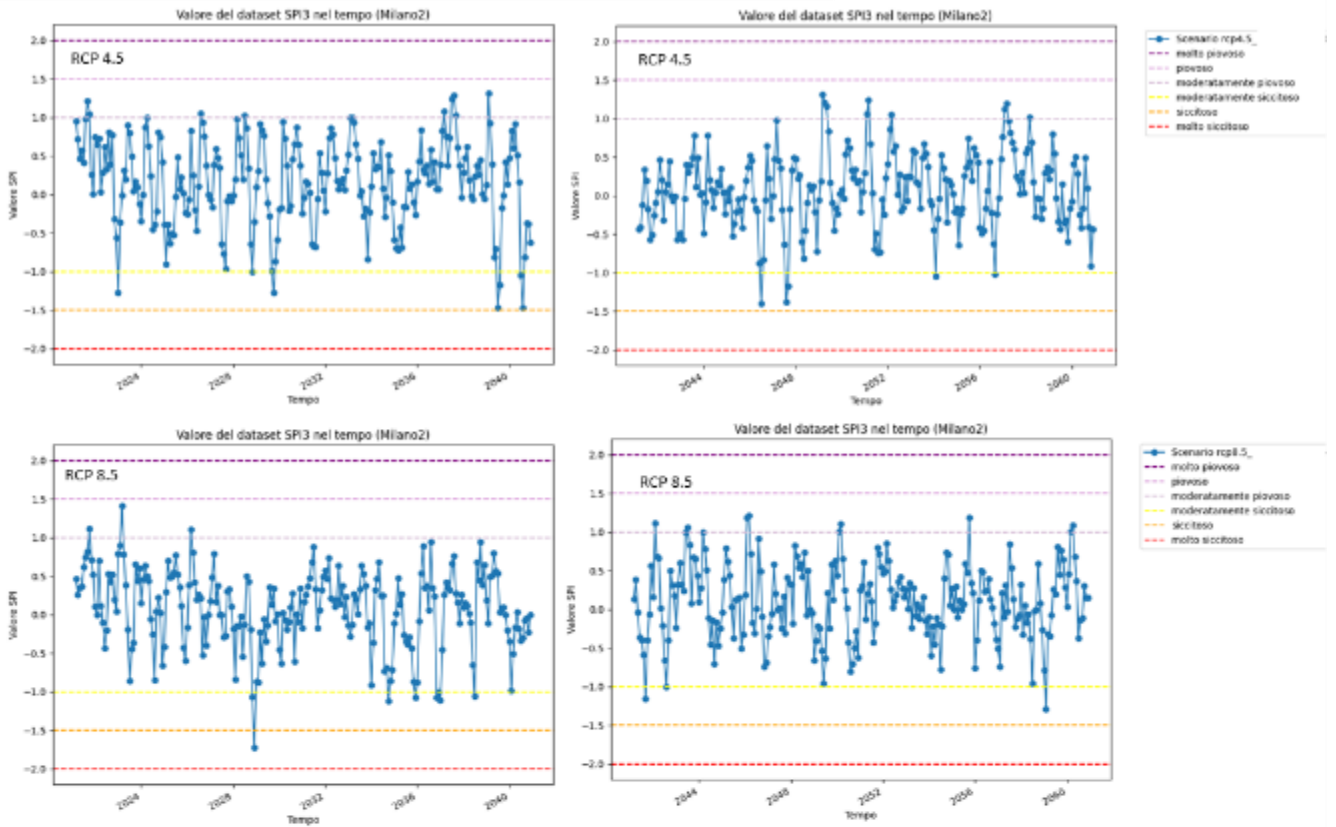 Valore del dataset SPI3 nel tempo (Milano2)
RCP 4.5
Valore SPI
2.0
1.5
1.0
0.5
0.0
−0.5
−1.0
−1.5
−2.0
2024
2028
2032
2036
2040
Tempo
Valore del dataset SPI3 nel tempo (Milano2)
RCP 4.5
Valore SPI
2.0
1.5
1.0
0.5
0.0
−0.5
−1.0
−1.5
−2.0
2044
2048
2052
2056
2060
Tempo
Scenario rcp4.5_
molto piovoso
piovoso
moderatamente piovoso
moderatamente siccitoso
siccitoso
molto siccitoso
Valore del dataset SPI3 nel tempo (Milano2)
RCP 8.5
Valore SPI
2.0
1.5
1.0
0.5
0.0
−0.5
−1.0
−1.5
−2.0
2024
2028
2032
2036
2040
Tempo
Valore del dataset SPI3 nel tempo (Milano2)
RCP 8.5
Valore SPI
2.0
1.5
1.0
0.5
0.0
−0.5
−1.0
−1.5
−2.0
2044
2048
2052
2056
2060
Tempo
Scenario rcp8.5_
molto piovoso
piovoso
moderatamente piovoso
moderatamente siccitoso
siccitoso
molto siccitoso